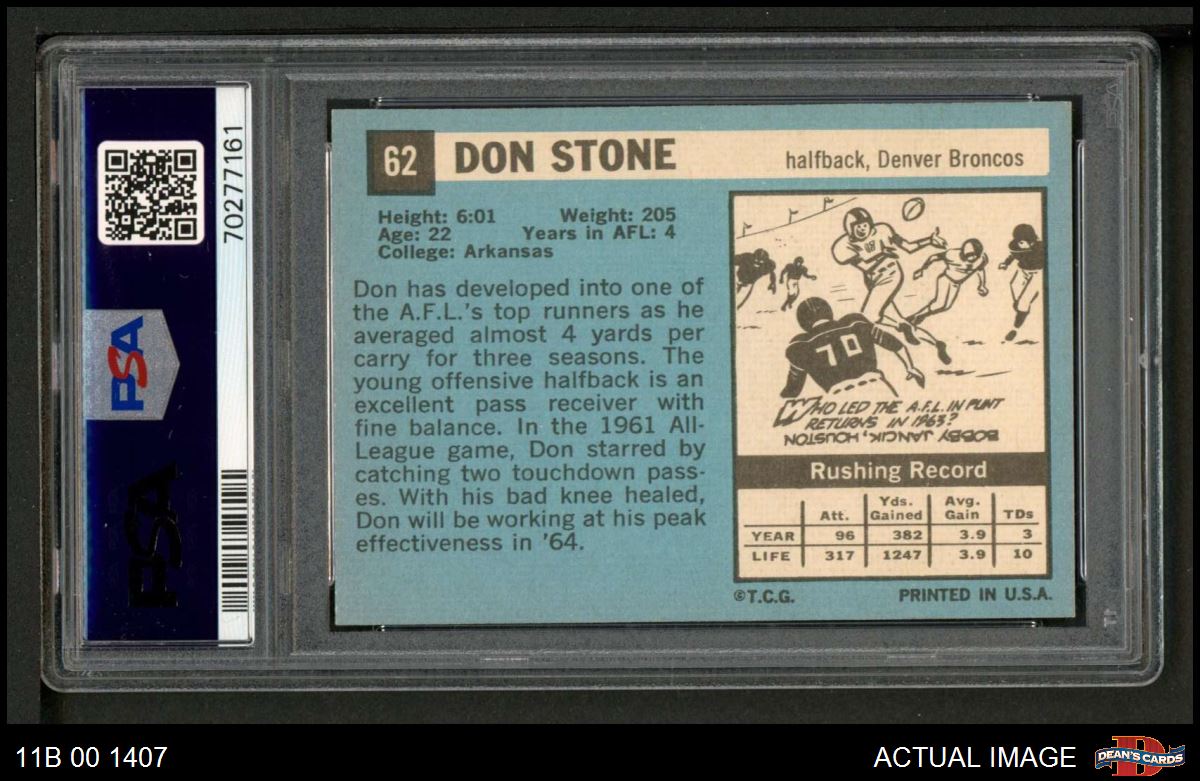 PSA
70277161
PSA
62
DON STONE
halfback, Denver Broncos
Height: 6:01 Weight: 205
Age: 22 Years in AFL: 4
College: Arkansas
Don has developed into one of
the A.F.L.'s top runners as he
averaged almost 4 yards per
carry for three seasons. The
young offensive halfback is an
excellent pass receiver with
fine balance. In the 1961 All-
League game, Don starred by
catching two touchdown pass-
es. With his bad knee healed,
Don will be working at his peak
effectiveness in '64.
70
WHO LED THE A.F.L. IN PUNT
RETURNS IN 1963?
BOBBY JANCIK, HOUSTON
Rushing Record
Att. Yds. Gained Avg. Gain TDs
YEAR 96 382 3.9 3
LIFE 317 1247 3.9 10
©T.C.G. PRINTED IN U.S.A.
11B 00 1407
ACTUAL IMAGE
DEAN'S CARDS